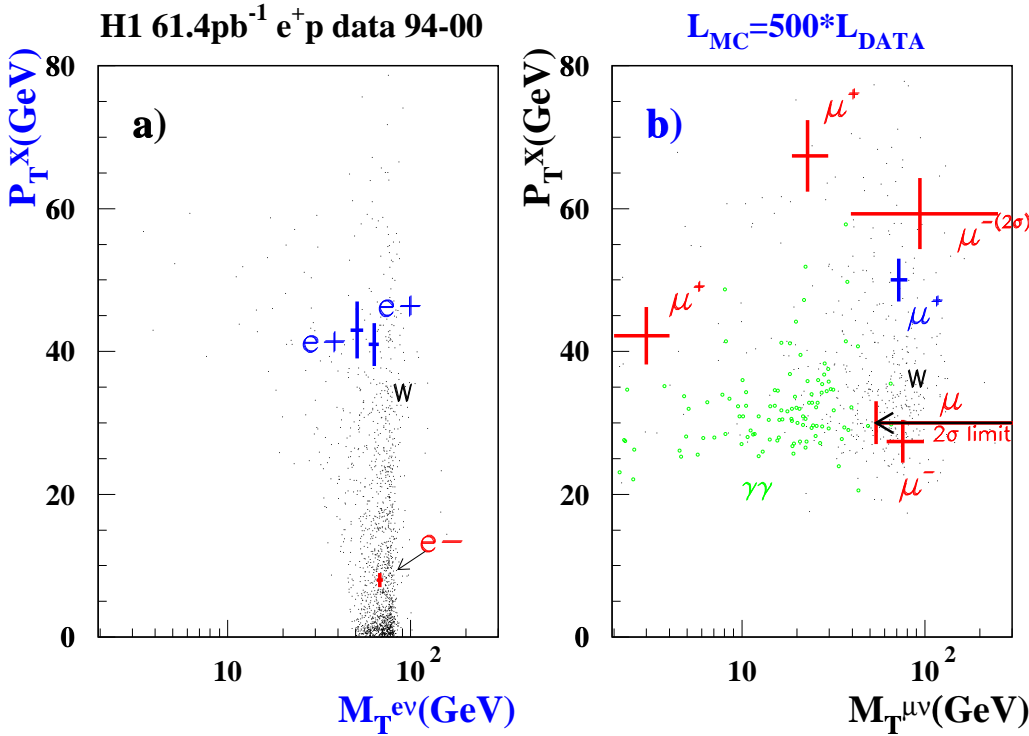 H1 61.4pb⁻¹ e⁺p data 94-00
L_MC=500*L_DATA
P_T^X(GeV)
80
60
40
20
0
a)
e+
e+
W
e−
10
10²
M_T^eν(GeV)
P_T^X(GeV)
80
60
40
20
0
b)
μ⁺
μ⁻⁽²σ⁾
μ⁺
μ⁺
W
μ
2σ limit
μ⁻
γγ
10
10²
M_T^μν(GeV)